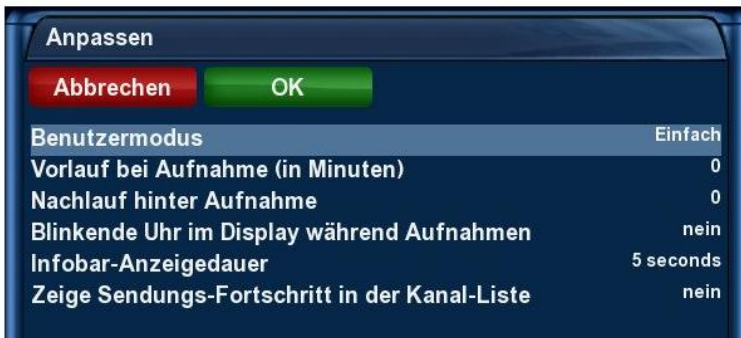 Anpassen
Abbrechen OK
Benutzermodus Einfach
Vorlauf bei Aufnahme (in Minuten) 0
Nachlauf hinter Aufnahme 0
Blinkende Uhr im Display während Aufnahmen nein
Infobar-Anzeigedauer 5 seconds
Zeige Sendungs-Fortschritt in der Kanal-Liste nein